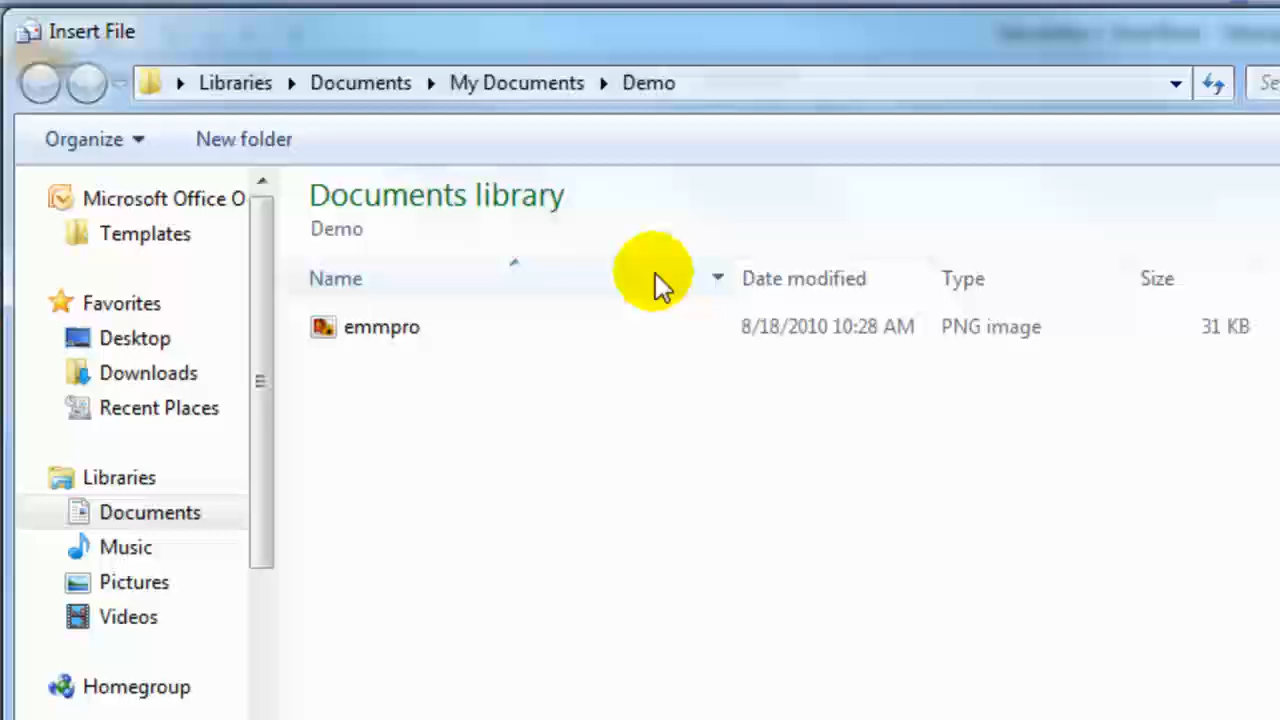 Insert File
Libraries Documents My Documents Demo
Se
Organize New folder
Microsoft Office O
Templates
Favorites
Desktop
Downloads
Recent Places
Libraries
Documents
Music
Pictures
Videos
Homegroup
Documents library
Demo
Name Date modified Type Size
emmpro 8/18/2010 10:28 AM PNG image 31 KB